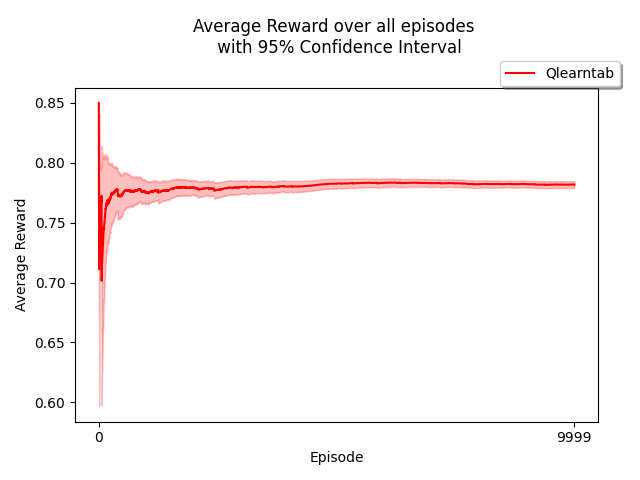 Average Reward over all episodes
with 95% Confidence Interval
Qlearntab
0.85
0.80
0.75
0.70
0.65
0.60
Average Reward
0
9999
Episode